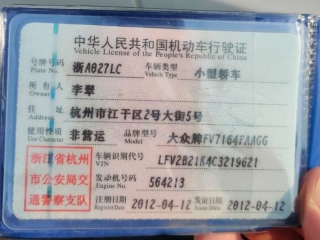 中华人民共和国机动车行驶证
Vehicle License of the People's Republic of China
号牌号码 浙A827LC 车辆类型 小型轿车
Plate No. Vehicle Type
所有人 李翠
Owner
住址 杭州市江干区2号大街5号
Address
使用性质 非营运 品牌型号 大众牌FV7164FAAGG
Use Character Model
浙江省杭州 车辆识别代号 LFV2B21K4C3219621
VIN
市公安局交 发动机号码 564213
Engine No.
通警察支队 注册日期 2012-04-12 发证日期 2012-04-12
Register Date Issue Date